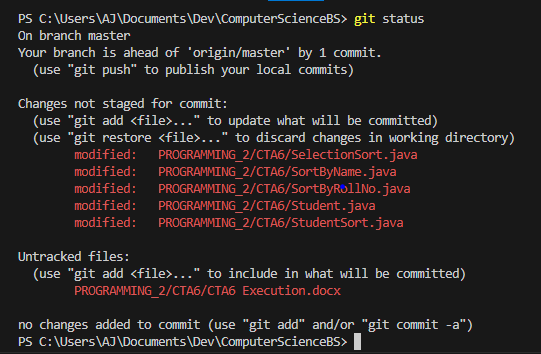 PS C:\Users\AJ\Documents\Dev\ComputerScienceBS> git status
On branch master
Your branch is ahead of 'origin/master' by 1 commit.
  (use "git push" to publish your local commits)

Changes not staged for commit:
  (use "git add <file>..." to update what will be committed)
  (use "git restore <file>..." to discard changes in working directory)
        modified:   PROGRAMMING_2/CTA6/SelectionSort.java
        modified:   PROGRAMMING_2/CTA6/SortByName.java
        modified:   PROGRAMMING_2/CTA6/SortByRollNo.java
        modified:   PROGRAMMING_2/CTA6/Student.java
        modified:   PROGRAMMING_2/CTA6/StudentSort.java

Untracked files:
  (use "git add <file>..." to include in what will be committed)
        PROGRAMMING_2/CTA6/CTA6 Execution.docx

no changes added to commit (use "git add" and/or "git commit -a")
PS C:\Users\AJ\Documents\Dev\ComputerScienceBS>